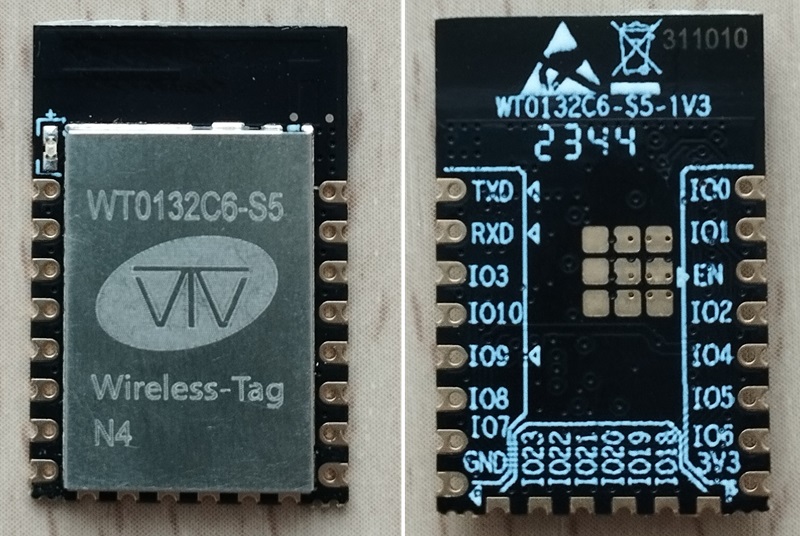 WT0132C6-S5
Wireless-Tag
N4
311010
WT0132C6-S5-1V3
2344
TXD
RXD
IO3
IO10
IO9
IO8
IO7
GND
IO23
IO22
IO21
IO20
IO19
IO18
IO0
IO1
EN
IO2
IO4
IO5
IO6
3V3